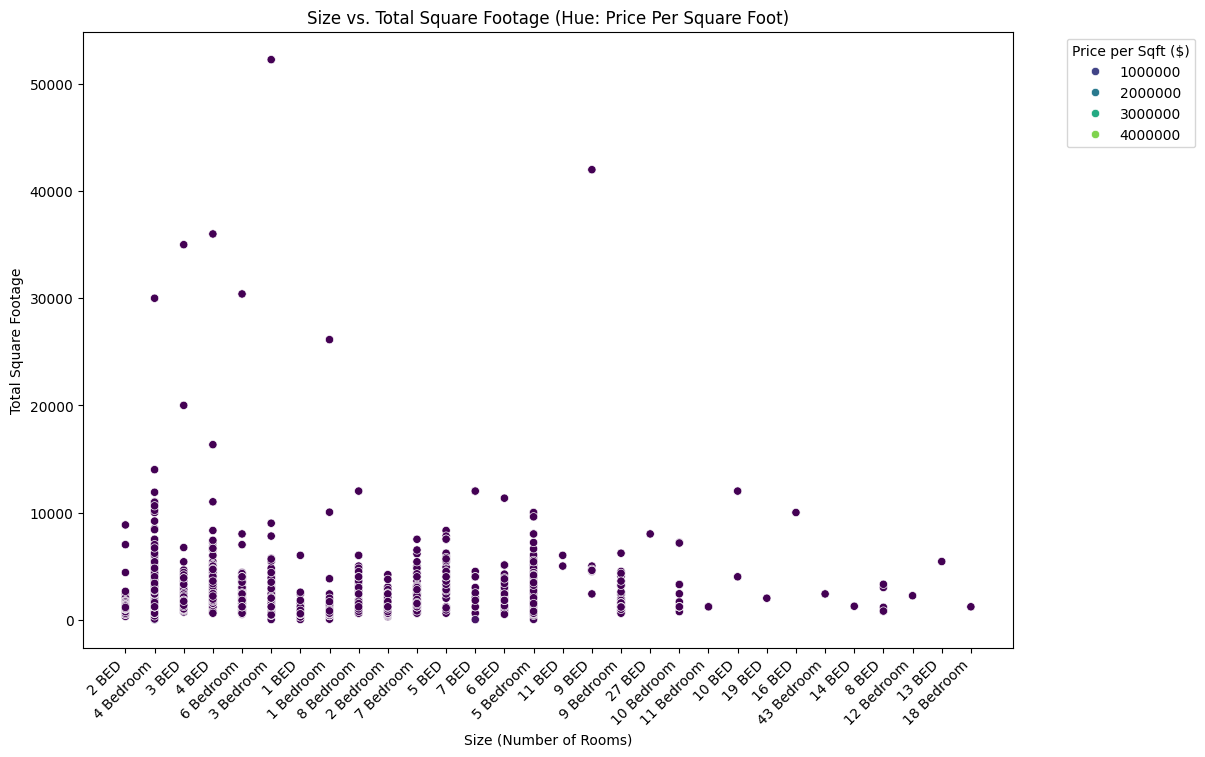 Size vs. Total Square Footage (Hue: Price Per Square Foot)
Price per Sqft ($)
1000000
2000000
3000000
4000000
Total Square Footage
50000
40000
30000
20000
10000
0
2 BED
4 Bedroom
3 BED
4 BED
6 Bedroom
3 Bedroom
1 BED
1 Bedroom
8 Bedroom
2 Bedroom
7 Bedroom
5 BED
7 BED
6 BED
5 Bedroom
11 BED
9 BED
9 Bedroom
27 BED
10 Bedroom
11 Bedroom
10 BED
19 BED
16 BED
43 Bedroom
14 BED
8 BED
12 Bedroom
13 BED
18 Bedroom
Size (Number of Rooms)